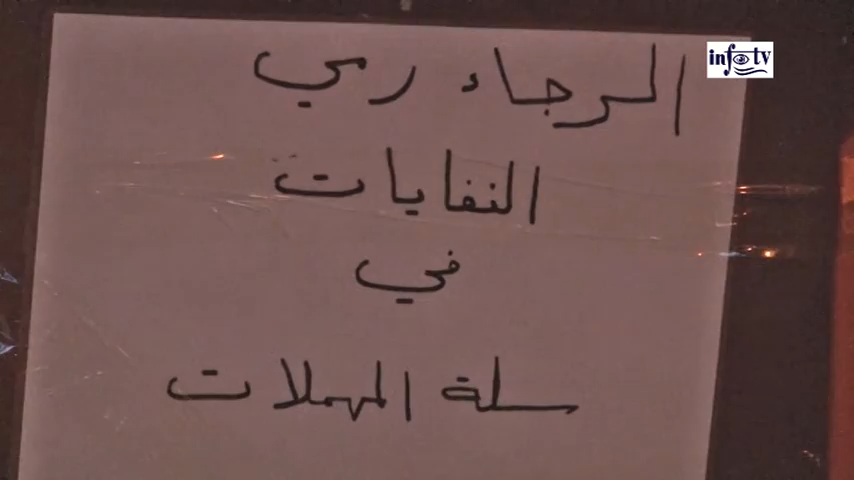 infotv
الرجاء رمي
النفايات
في
سلة المهملات